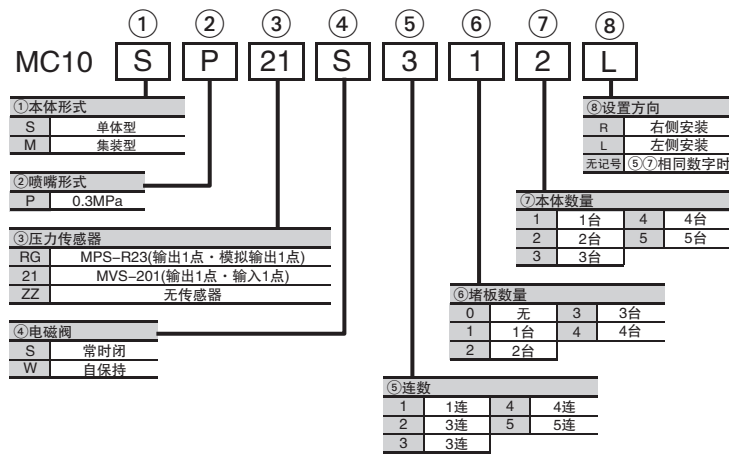 ① ② ③ ④ ⑤ ⑥ ⑦ ⑧
MC10 S P 21 S 3 1 2 L
①本体形式
S 单体型
M 集装型
②喷嘴形式
P 0.3MPa
③压力传感器
RG MPS-R23(输出1点・模拟输出1点)
21 MVS-201(输出1点・输入1点)
ZZ 无传感器
④电磁阀
S 常时闭
W 自保持
⑧设置方向
R 右侧安装
L 左侧安装
无记号 ⑤⑦相同数字时
⑦本体数量
1 1台 4 4台
2 2台 5 5台
3 3台
⑥堵板数量
0 无 3 3台
1 1台 4 4台
2 2台
⑤连数
1 1连 4 4连
2 3连 5 5连
3 3连